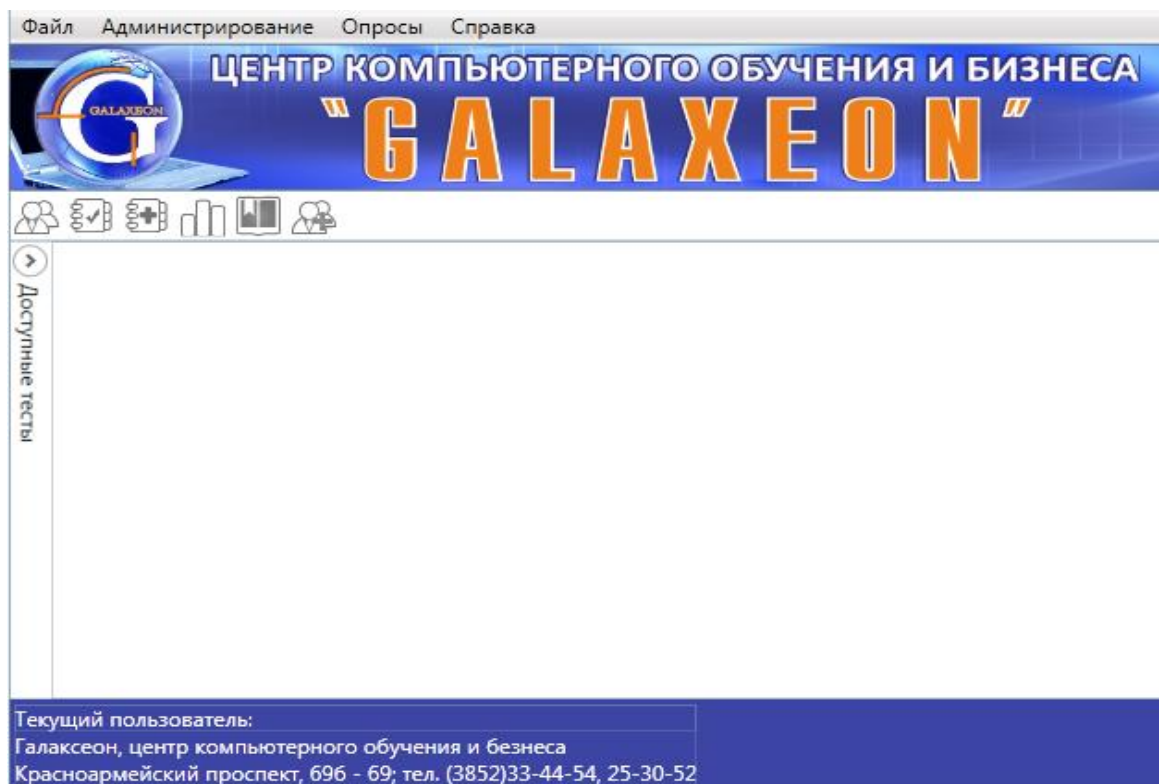 Файл Администрирование Опросы Справка
ЦЕНТР КОМПЬЮТЕРНОГО ОБУЧЕНИЯ И БИЗНЕСА
GALAXEON
"GALAXEON"
Доступные тесты
Текущий пользователь:
Галаксеон, центр компьютерного обучения и безнеса
Красноармейский проспект, 69б - 69; тел. (3852)33-44-54, 25-30-52